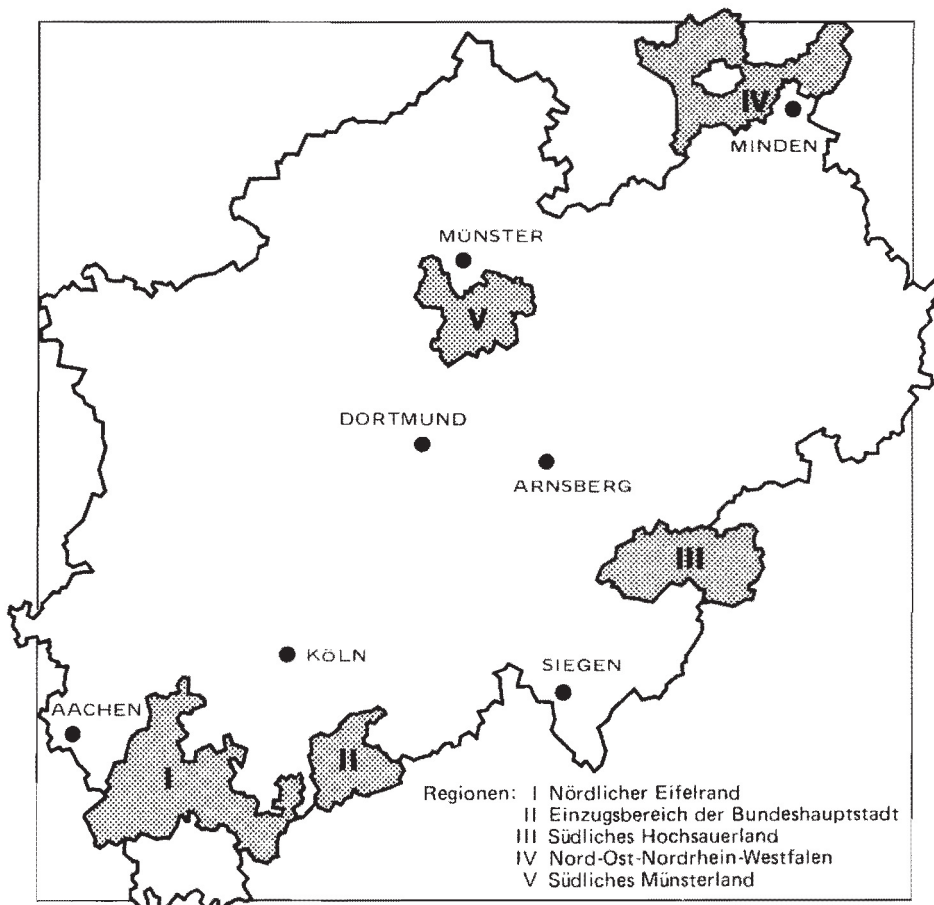 IV
MINDEN
MÜNSTER
V
DORTMUND
ARNSBERG
III
KÖLN
SIEGEN
AACHEN
I
II
Regionen: I Nördlicher Eifelrand
II Einzugsbereich der Bundeshauptstadt
III Südliches Hochsauerland
IV Nord-Ost-Nordrhein-Westfalen
V Südliches Münsterland